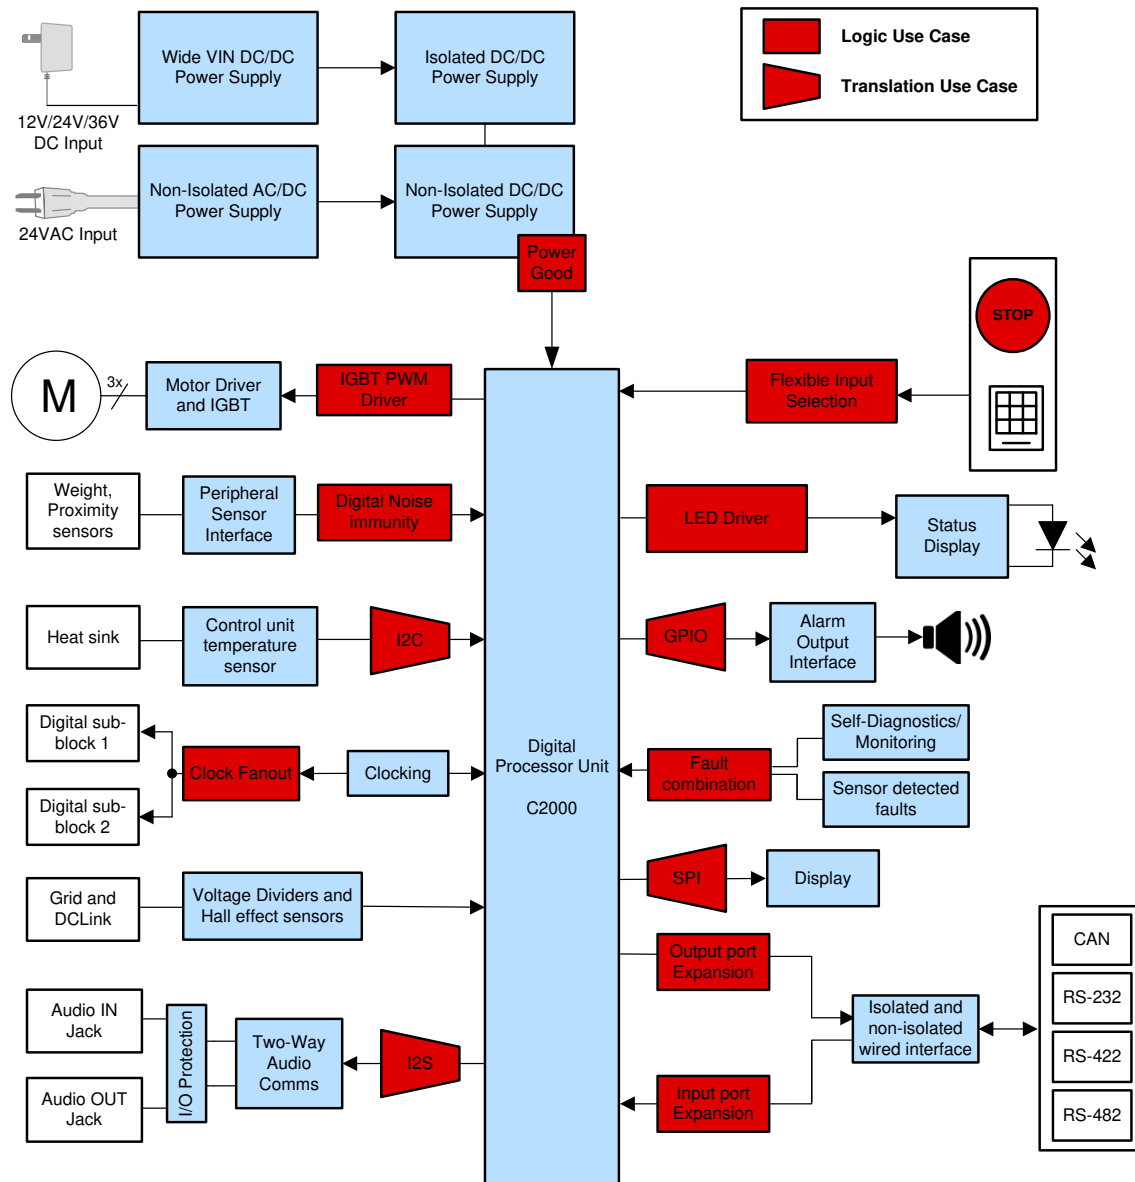 Wide VIN DC/DC
Power Supply
Isolated DC/DC
Power Supply
Logic Use Case
Translation Use Case
12V/24V/36V
DC Input
Non-Isolated AC/DC
Power Supply
Non-Isolated DC/DC
Power Supply
24VAC Input
Power
Good
STOP
M
3x
Motor Driver
and IGBT
IGBT PWM
Driver
Flexible Input
Selection
Weight,
Proximity
sensors
Peripheral
Sensor
Interface
Digital Noise
immunity
LED Driver
Status
Display
Heat sink
Control unit
temperature
sensor
I2C
GPIO
Alarm
Output
Interface
Digital sub-
block 1
Digital sub-
block 2
Clock Fanout
Clocking
Digital
Processor Unit
C2000
Fault
combination
Self-Diagnostics/
Monitoring
Sensor detected
faults
Grid and
DCLink
Voltage Dividers and
Hall effect sensors
SPI
Display
Output port
Expansion
Input port
Expansion
Isolated and
non-isolated
wired interface
CAN
RS-232
RS-422
RS-482
Audio IN
Jack
Audio OUT
Jack
I/O Protection
Two-Way
Audio
Comms
I2S